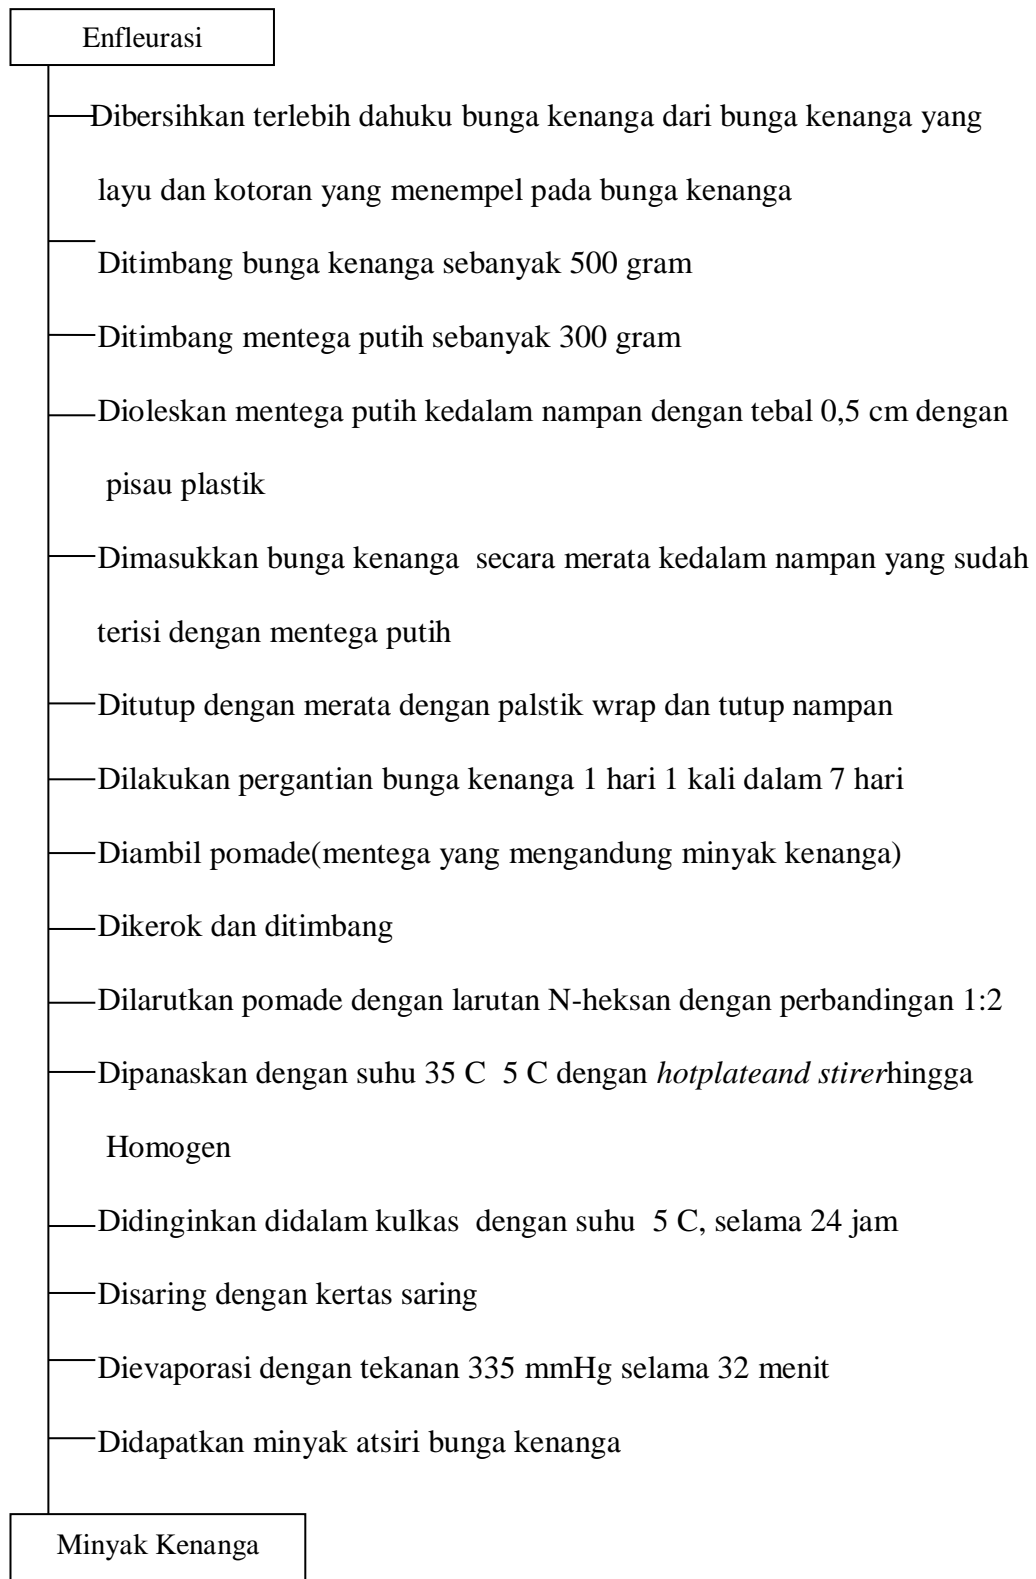 Enfleurasi
Dibersihkan terlebih dahuku bunga kenanga dari bunga kenanga yang
layu dan kotoran yang menempel pada bunga kenanga
Ditimbang bunga kenanga sebanyak 500 gram
Ditimbang mentega putih sebanyak 300 gram
Dioleskan mentega putih kedalam nampan dengan tebal 0,5 cm dengan
pisau plastik
Dimasukkan bunga kenanga  secara merata kedalam nampan yang sudah
terisi dengan mentega putih
Ditutup dengan merata dengan palstik wrap dan tutup nampan
Dilakukan pergantian bunga kenanga 1 hari 1 kali dalam 7 hari
Diambil pomade(mentega yang mengandung minyak kenanga)
Dikerok dan ditimbang
Dilarutkan pomade dengan larutan N-heksan dengan perbandingan 1:2
Dipanaskan dengan suhu 35 C  5 C dengan hotplateand stirerhingga
Homogen
Didinginkan didalam kulkas  dengan suhu  5 C, selama 24 jam
Disaring dengan kertas saring
Dievaporasi dengan tekanan 335 mmHg selama 32 menit
Didapatkan minyak atsiri bunga kenanga
Minyak Kenanga